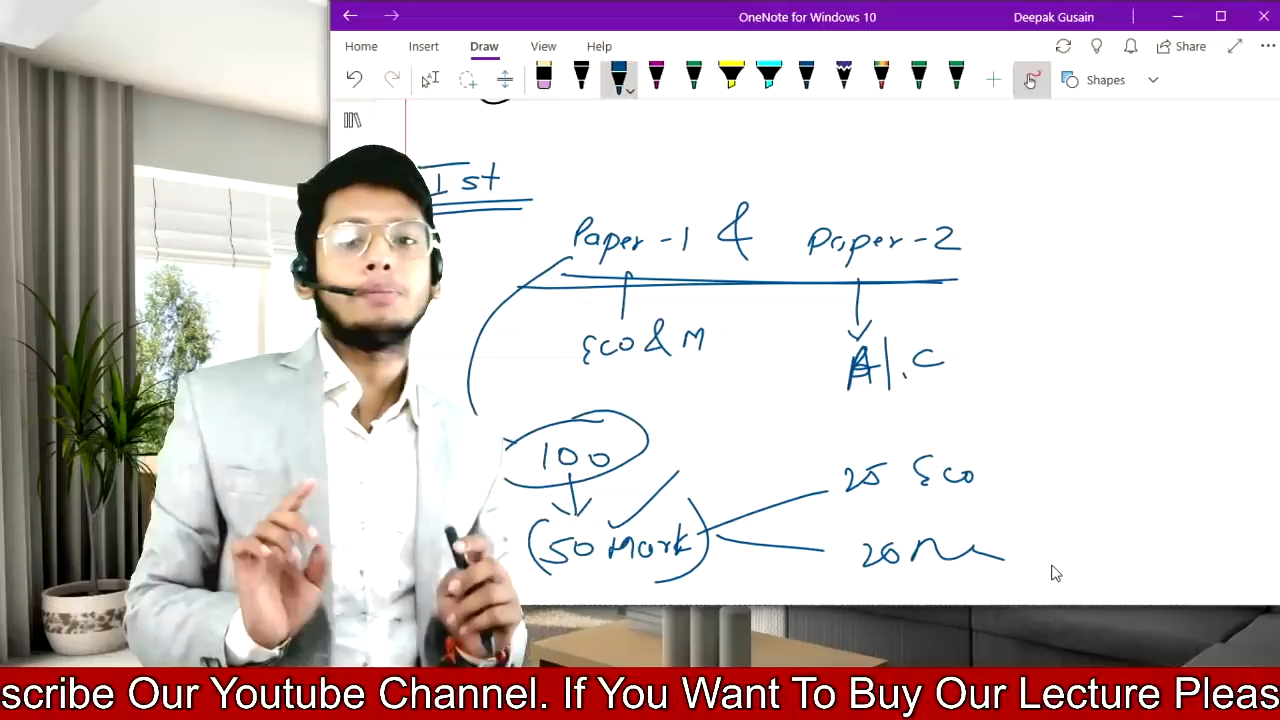 OneNote for Windows 10
Deepak Gusain
Home Insert Draw View Help
Share
Shapes
Ist
Paper-1 & Paper-2
Eco & M
A|.C
100
(50 Mark)
25 Eco
scribe Our Youtube Channel. If You Want To Buy Our Lecture Pleas